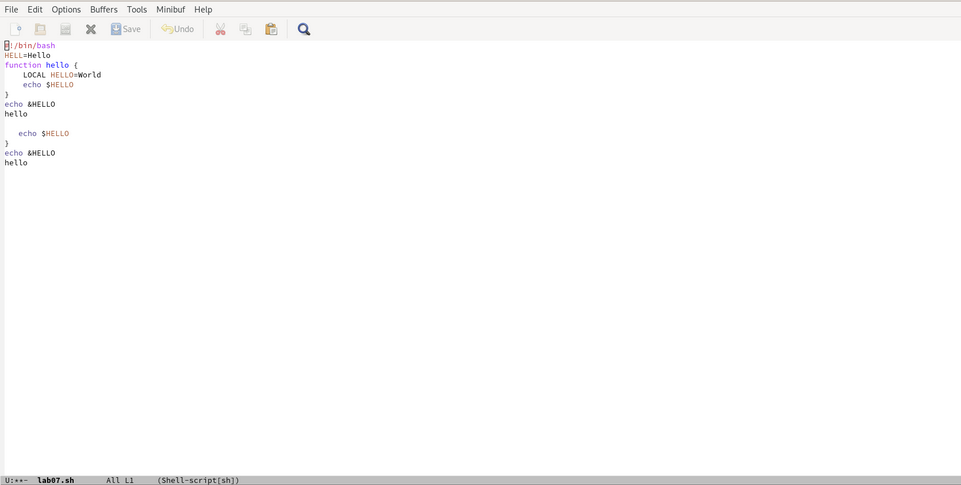 File Edit Options Buffers Tools Minibuf Help
Save Undo
#!/bin/bash
HELL=Hello
function hello {
    LOCAL HELLO=World
    echo $HELLO
}
echo &HELLO
hello

   echo $HELLO
}
echo &HELLO
hello
U:**-  lab07.sh       All L1     (Shell-script[sh])